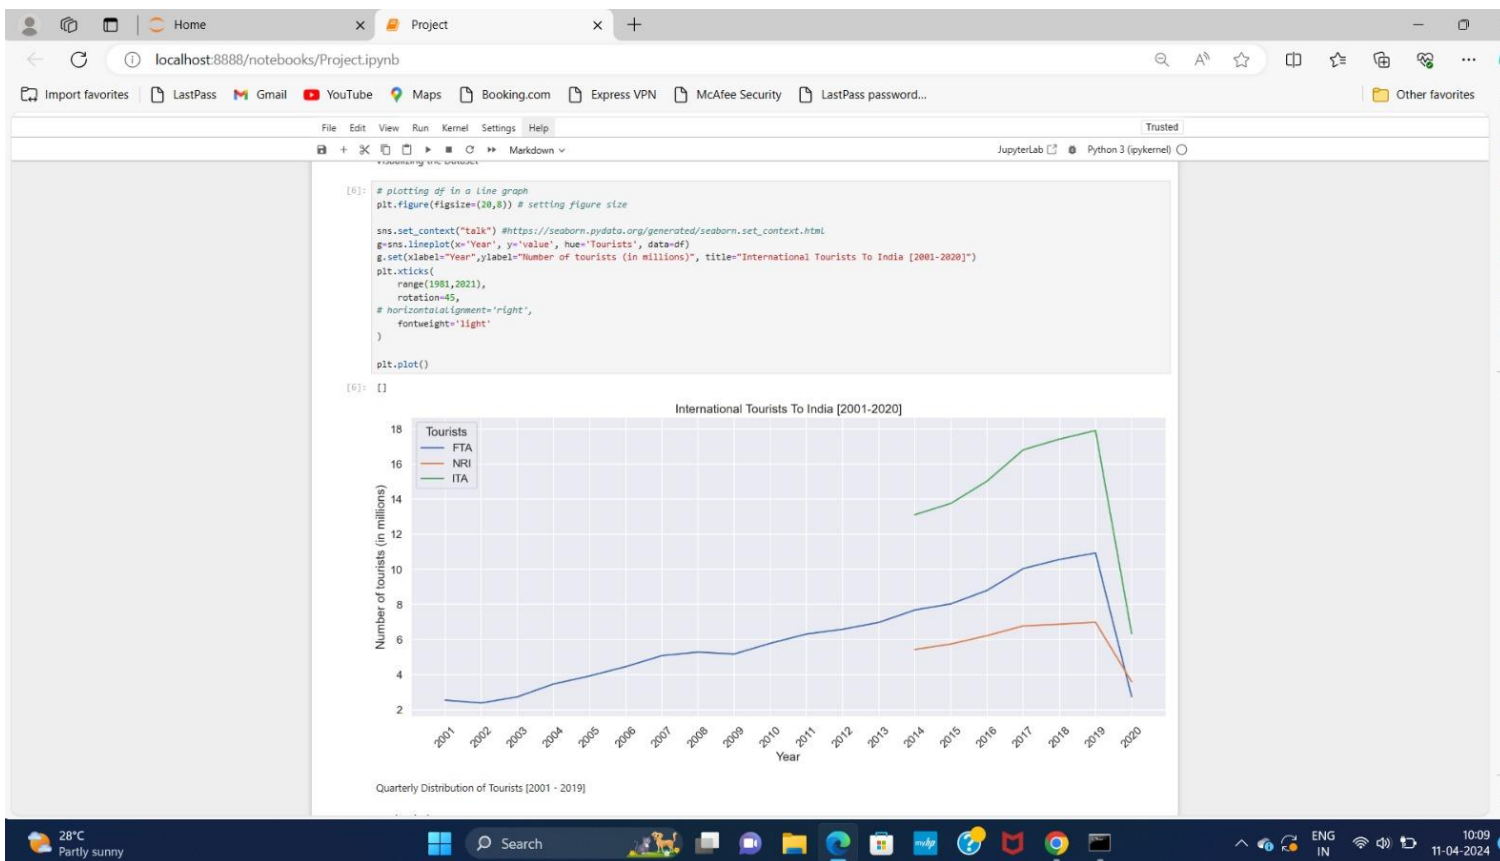 Home
Project
localhost:8888/notebooks/Project.ipynb
Import favorites
LastPass
Gmail
YouTube
Maps
Booking.com
Express VPN
McAfee Security
LastPass password...
Other favorites
File Edit View Run Kernel Settings Help
Trusted
Markdown
JupyterLab
Python 3 (ipykernel)
Visualizing the Dataset
[6]:
# plotting df in a line graph
plt.figure(figsize=(20,8)) # setting figure size
sns.set_context("talk") #https://seaborn.pydata.org/generated/seaborn.set_context.html
g=sns.lineplot(x='Year', y='value', hue='Tourists', data=df)
g.set(xlabel="Year",ylabel="Number of tourists (in millions)", title="International Tourists To India [2001-2020]")
plt.xticks(
range(1981,2021),
rotation=45,
# horizontalalignment='right',
fontweight='light'
)
plt.plot()
[6]: []
International Tourists To India [2001-2020]
Tourists
FTA
NRI
ITA
Number of tourists (in millions)
18
16
14
12
10
8
6
4
2
2001 2002 2003 2004 2005 2006 2007 2008 2009 2010 2011 2012 2013 2014 2015 2016 2017 2018 2019 2020
Year
Quarterly Distribution of Tourists [2001 - 2019]
28°C
Partly sunny
Search
ENG
IN
10:09
11-04-2024